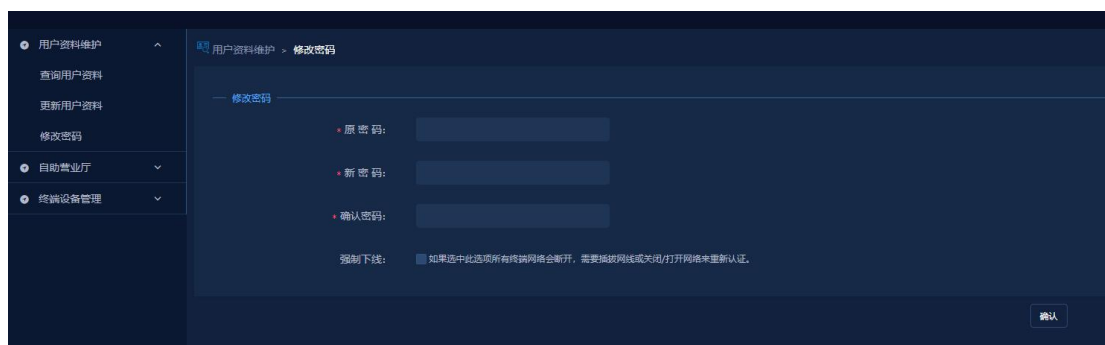 用户资料维护
查询用户资料
更新用户资料
修改密码
自助营业厅
终端设备管理
用户资料维护 > 修改密码
修改密码
* 原 密 码:
* 新 密 码:
* 确认密码:
强制下线: 如果选中此选项所有终端网络会断开，需要插拔网线或关闭/打开网络来重新认证。
确认